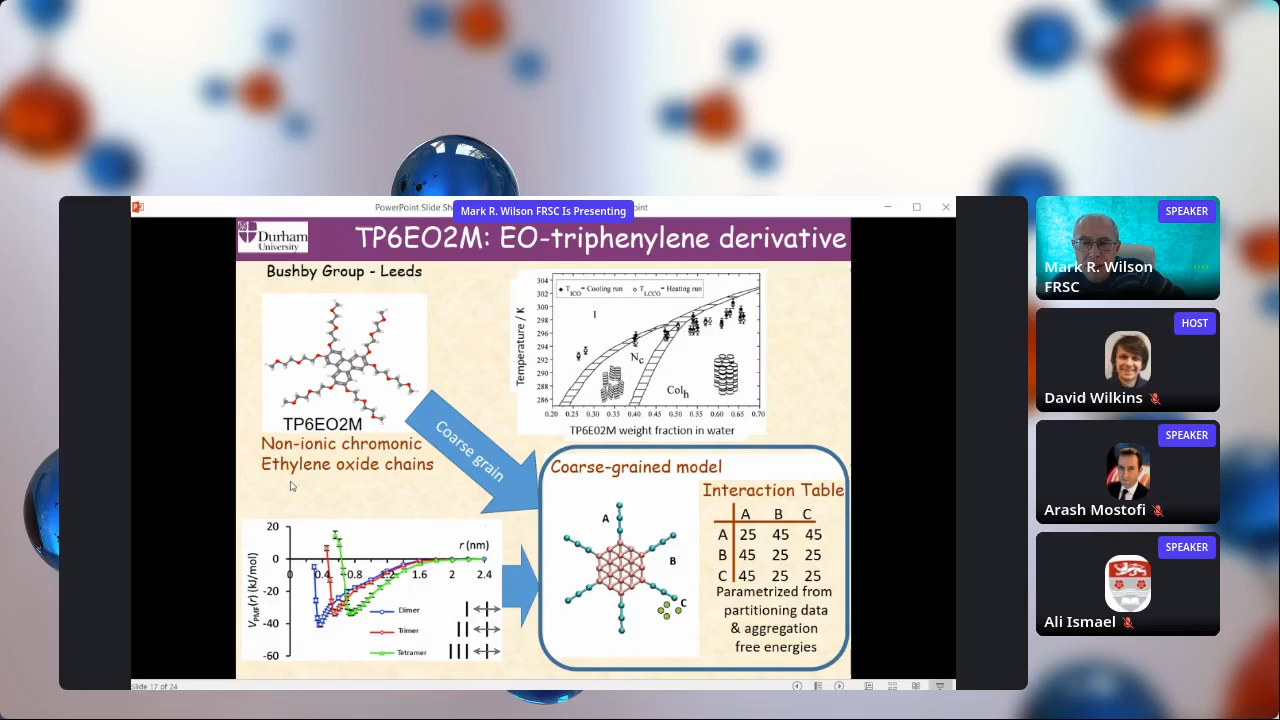 PowerPoint Slide Sh
Mark R. Wilson FRSC Is Presenting
oint
Durham
University
TP6EO2M: EO-triphenylene derivative
Bushby Group - Leeds
TP6EO2M
Non-ionic chromonic
Ethylene oxide chains
Temperature / K
304
302
300
298
296
294
292
290
288
286
T_ICO = Cooling run
T_LCCO = Heating run
I
N_C
Col_h
0.20 0.25 0.30 0.35 0.40 0.45 0.50 0.55 0.60 0.65 0.70
TP6E02M weight fraction in water
Coarse grain
V_PMF(r) (kJ/mol)
20
0
-20
-40
-60
r (nm)
0 0.4 0.8 1.2 1.6 2 2.4
Dimer
Trimer
Tetramer
Coarse-grained model
A
B
C
Interaction Table
A B C
A 25 45 45
B 45 25 25
C 45 25 25
Parametrized from
partitioning data
& aggregation
free energies
Slide 17 of 24
SPEAKER
Mark R. Wilson
FRSC
HOST
David Wilkins
SPEAKER
Arash Mostofi
SPEAKER
Ali Ismael